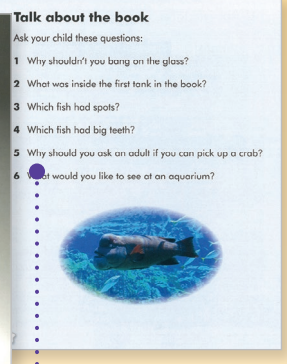 Talk about the book
Ask your child these questions:
1 Why shouldn't you bang on the glass?
2 What was inside the first tank in the book?
3 Which fish had spots?
4 Which fish had big teeth?
5 Why should you ask an adult if you can pick up a crab?
6 What would you like to see at an aquarium?